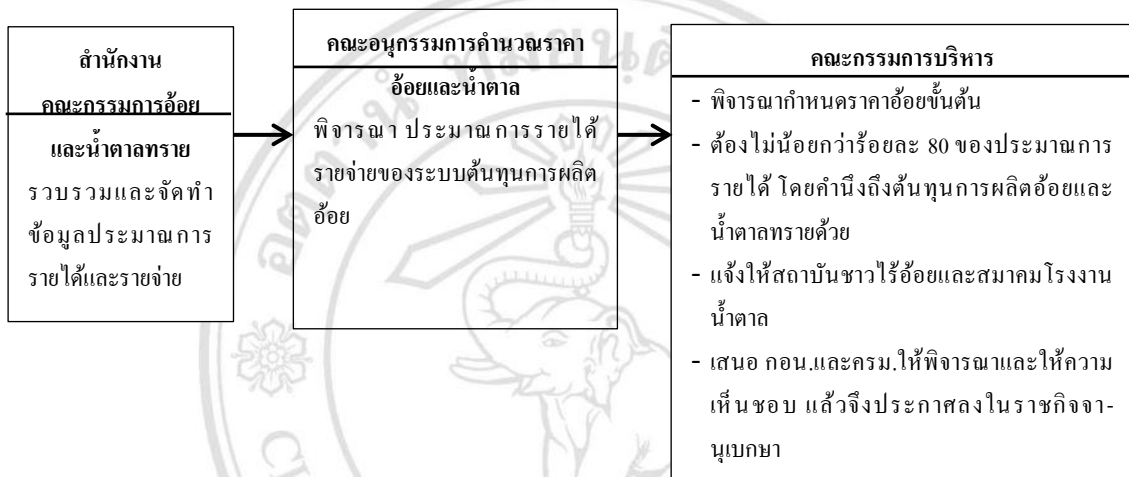 สำนักงาน
คณะกรรมการอ้อย
และน้ำตาลทราย
รวบรวมและจัดทำ
ข้อมูลประมาณการ
รายได้และรายจ่าย
คณะอนุกรรมการคำนวณราคา
อ้อยและน้ำตาล
พิจารณา ประมาณการรายได้
รายจ่ายของระบบต้นทุนการผลิต
อ้อย
คณะกรรมการบริหาร
- พิจารณากำหนดราคาอ้อยขั้นต้น
- ต้องไม่น้อยกว่าร้อยละ 80 ของประมาณการ
รายได้ โดยคำนึงถึงต้นทุนการผลิตอ้อยและ
น้ำตาลทรายด้วย
- แจ้งให้สถาบันชาวไร่อ้อยและสมาคมโรงงาน
น้ำตาล
- เสนอ กอน.และครม.ให้พิจารณาและให้ความ
เห็นชอบ แล้วจึงประกาศลงในราชกิจจา-
นุเบกษา